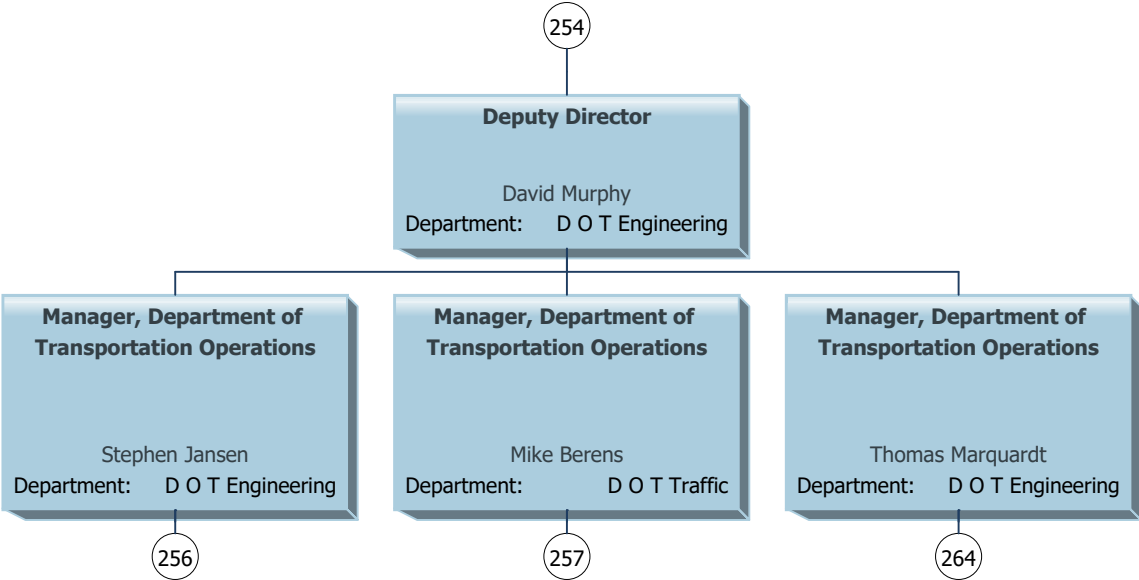 254
Deputy Director
David Murphy
Department: D O T Engineering
Manager, Department of
Transportation Operations
Stephen Jansen
Department: D O T Engineering
256
Manager, Department of
Transportation Operations
Mike Berens
Department: D O T Traffic
257
Manager, Department of
Transportation Operations
Thomas Marquardt
Department: D O T Engineering
264